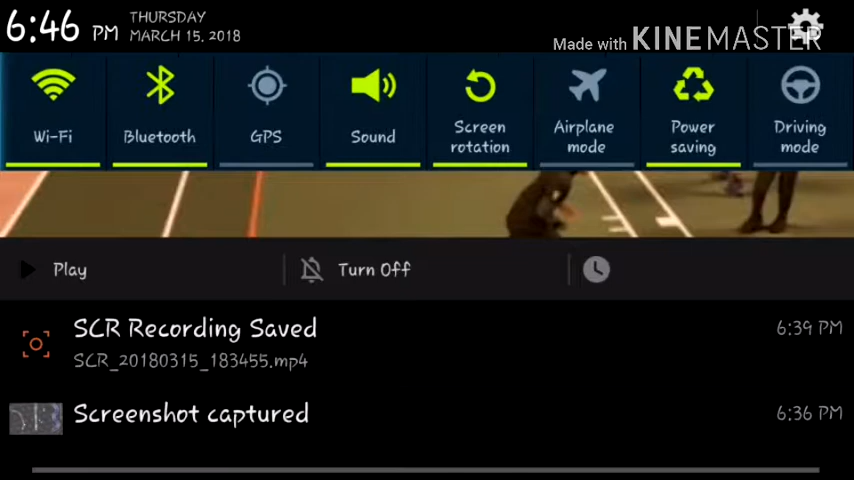 6:46 PM
THURSDAY
MARCH 15, 2018
Made with KINEMASTER
Wi-Fi
Bluetooth
GPS
Sound
Screen
rotation
Airplane
mode
Power
saving
Driving
mode
Play
Turn Off
SCR Recording Saved
6:39 PM
SCR_20180315_183455.mp4
Screenshot captured
6:36 PM